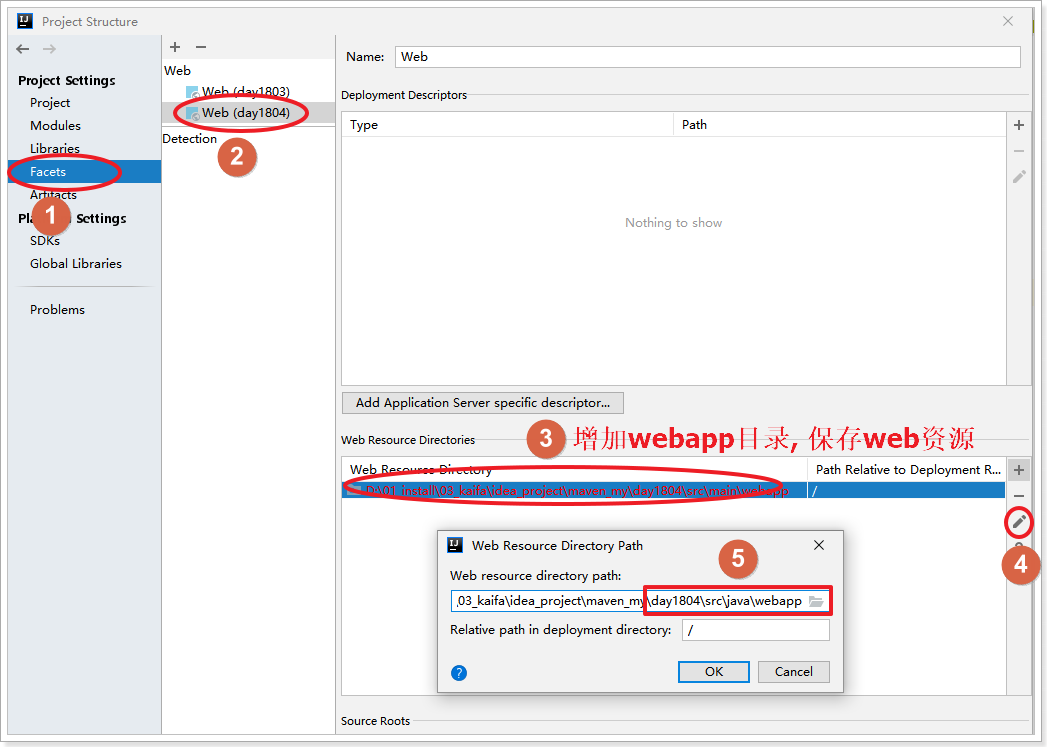 Project Structure
Project Settings
Project
Modules
Libraries
Facets
Artifacts
1
Settings
SDKs
Global Libraries
Problems
Web
Web (day1803)
Web (day1804)
Detection
2
Name:
Web
Deployment Descriptors
Type
Path
Nothing to show
Add Application Server specific descriptor...
3
增加webapp目录, 保存web资源
Web Resource Directories
Web Resource Directory
Path Relative to Deployment R...
D:\01_install\03_kaifa\idea_project\maven_my\day1804\src\main\webapp
/
4
Web Resource Directory Path
5
Web resource directory path:
03_kaifa\idea_project\maven_my\day1804\src\java\webapp
Relative path in deployment directory:
/
?
OK
Cancel
Source Roots